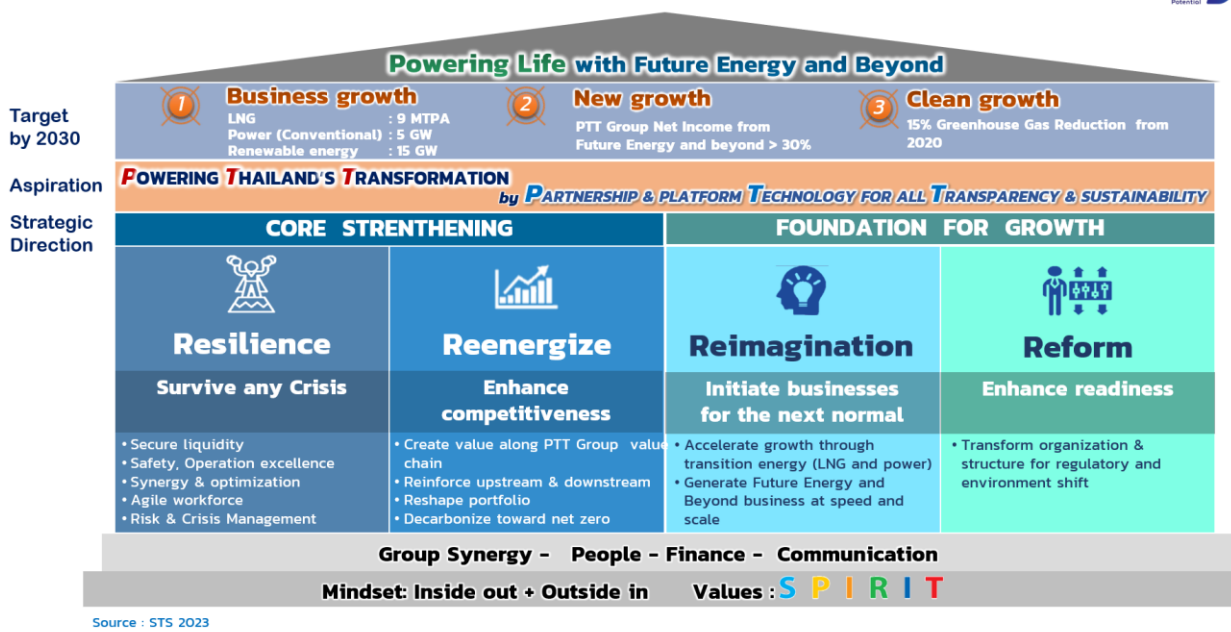 Potential
Powering Life with Future Energy and Beyond
Target
by 2030
1
Business growth
LNG : 9 MTPA
Power (Conventional) : 5 GW
Renewable energy : 15 GW
2
New growth
PTT Group Net Income from
Future Energy and beyond > 30%
3
Clean growth
15% Greenhouse Gas Reduction from
2020
Aspiration
POWERING THAILAND'S TRANSFORMATION
by PARTNERSHIP & PLATFORM TECHNOLOGY FOR ALL TRANSPARENCY & SUSTAINABILITY
Strategic
Direction
CORE STRENTHENING
FOUNDATION FOR GROWTH
Resilience
Survive any Crisis
• Secure liquidity
• Safety, Operation excellence
• Synergy & optimization
• Agile workforce
• Risk & Crisis Management
Reenergize
Enhance
competitiveness
• Create value along PTT Group value
chain
• Reinforce upstream & downstream
• Reshape portfolio
• Decarbonize toward net zero
Reimagination
Initiate businesses
for the next normal
• Accelerate growth through
transition energy (LNG and power)
• Generate Future Energy and
Beyond business at speed and
scale
Reform
Enhance readiness
• Transform organization &
structure for regulatory and
environment shift
Group Synergy - People - Finance - Communication
Mindset: Inside out + Outside in Values : S P I R I T
Source : STS 2023